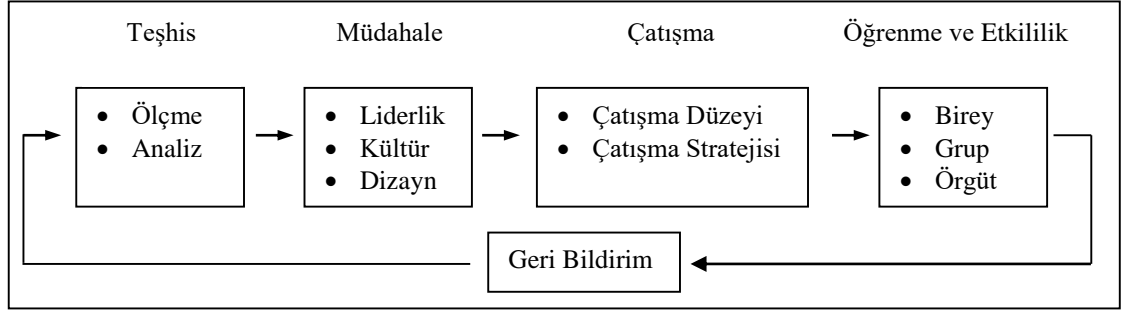 Teşhis
Müdahale
Çatışma
Öğrenme ve Etkililik
• Ölçme
• Analiz
• Liderlik
• Kültür
• Dizayn
• Çatışma Düzeyi
• Çatışma Stratejisi
• Birey
• Grup
• Örgüt
Geri Bildirim